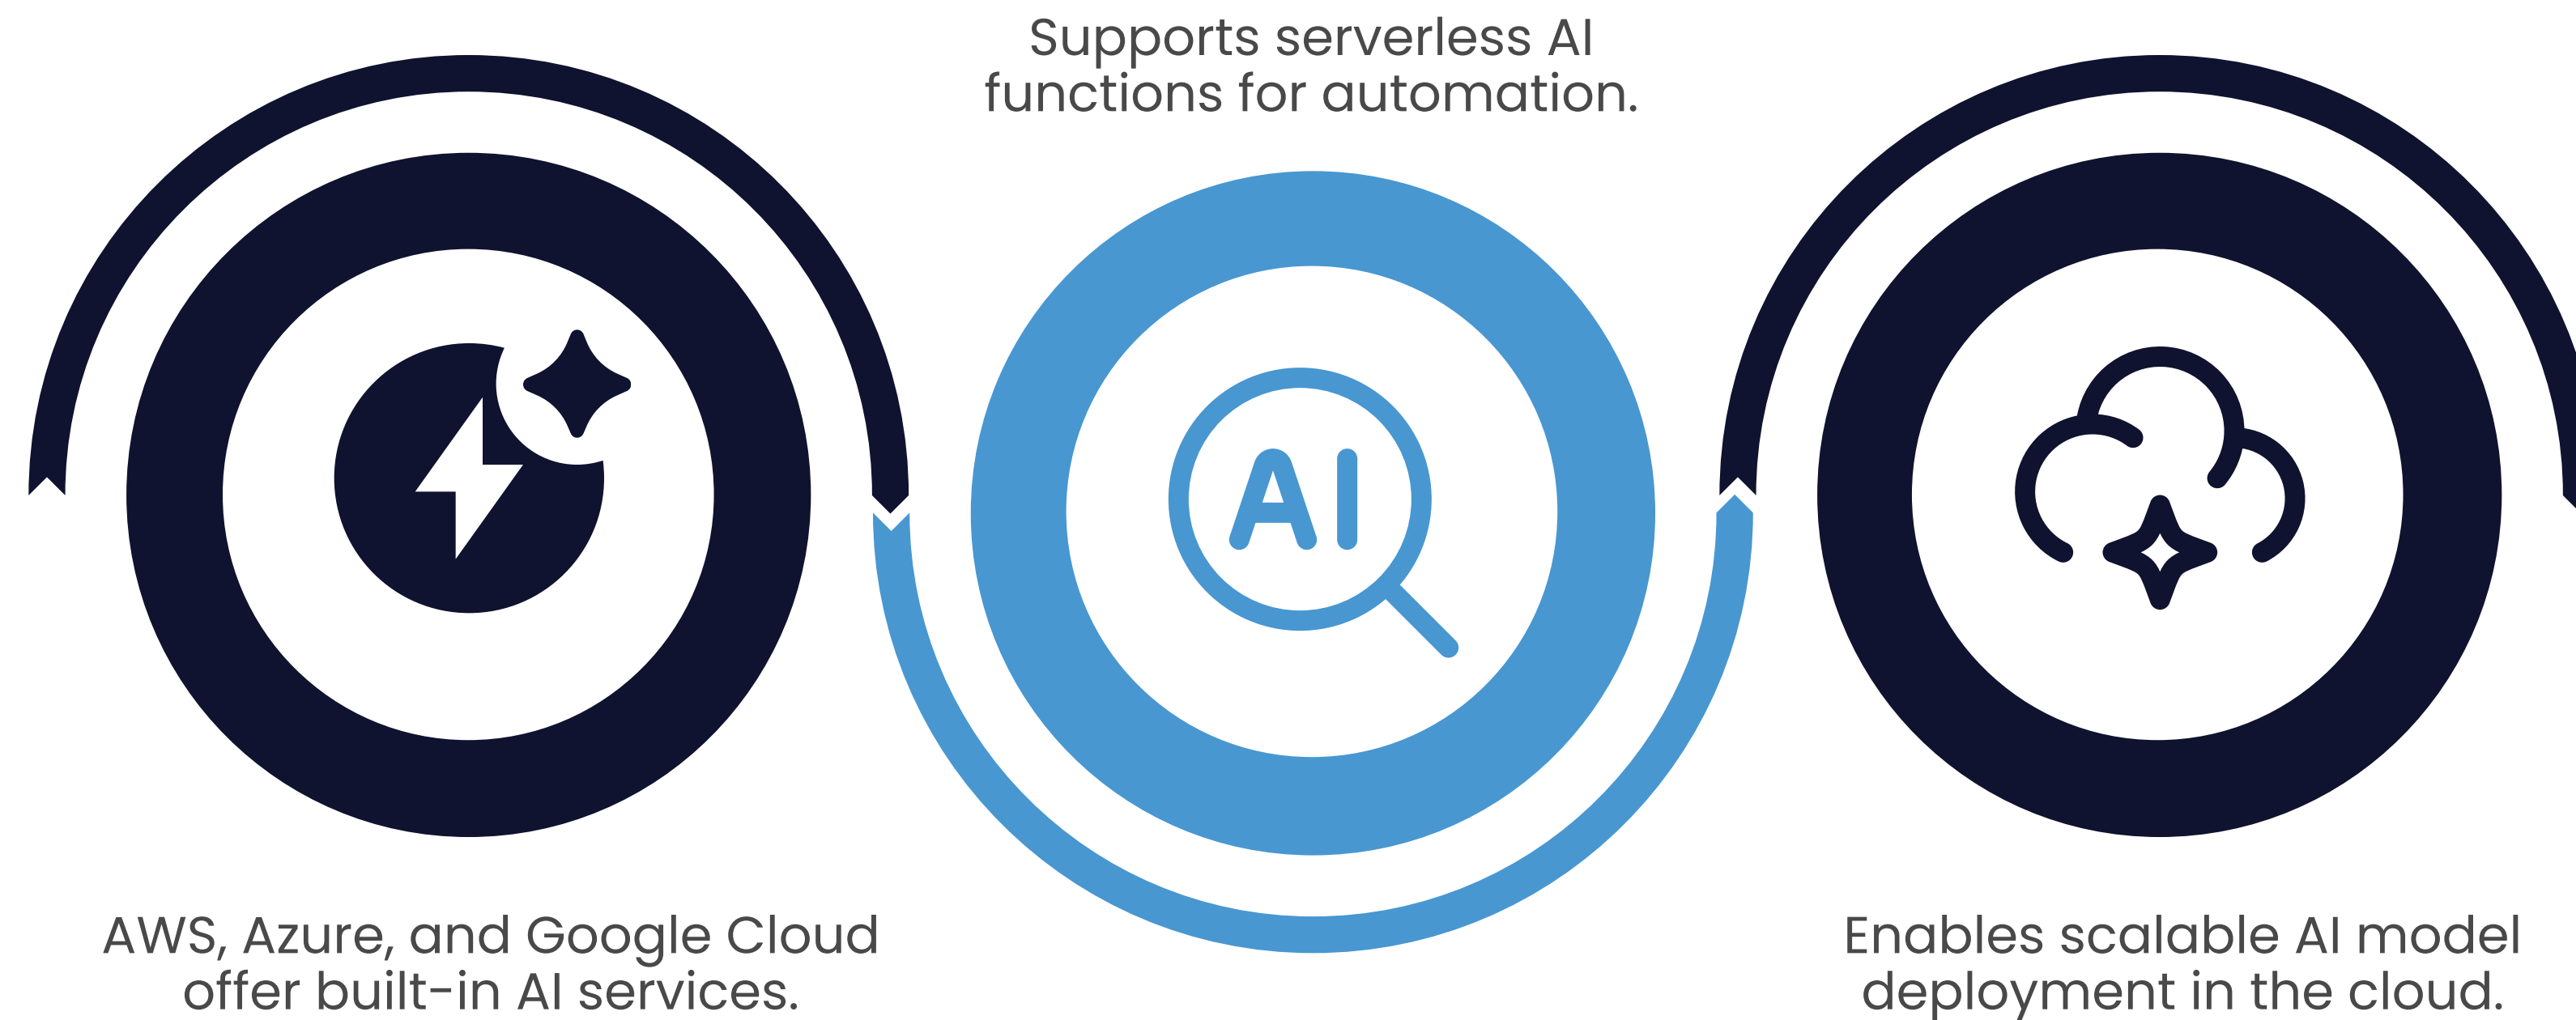 Supports serverless AI
functions for automation.
AI
AWS, Azure, and Google Cloud
offer built-in AI services.
Enables scalable AI model
deployment in the cloud.